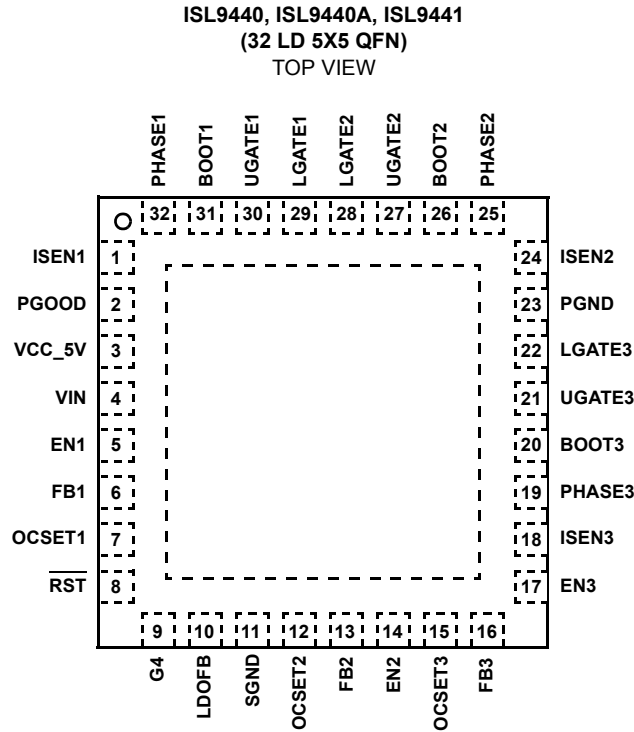 ISL9440, ISL9440A, ISL9441
(32 LD 5X5 QFN)
TOP VIEW
PHASE1
BOOT1
UGATE1
LGATE1
LGATE2
UGATE2
BOOT2
PHASE2
32 31 30 29 28 27 26 25
ISEN1 1 24 ISEN2
PGOOD 2 23 PGND
VCC_5V 3 22 LGATE3
VIN 4 21 UGATE3
EN1 5 20 BOOT3
FB1 6 19 PHASE3
OCSET1 7 18 ISEN3
RST 8 17 EN3
9 10 11 12 13 14 15 16
G4
LDOFB
SGND
OCSET2
FB2
EN2
OCSET3
FB3